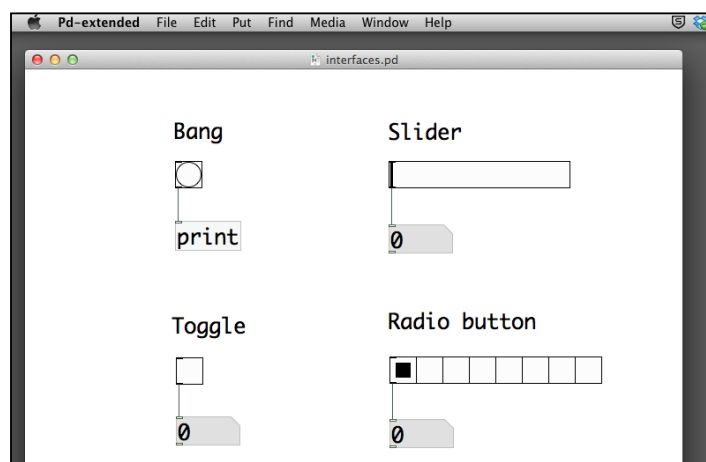 Pd-extended File Edit Put Find Media Window Help
interfaces.pd
Bang
Slider
print
0
Toggle
Radio button
0
0